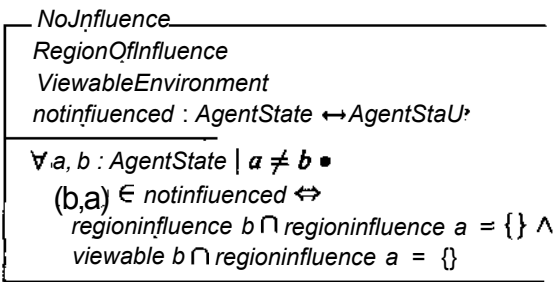 NoJnfluence
RegionOfInfluence
ViewableEnvironment
notinfiuenced : AgentState ↔ AgentStaU?
∀ a, b : AgentState | a ≠ b •
(b,a) ∈ notinfiuenced ⇔
regioninfluence b ∩ regioninfluence a = {} ∧
viewable b ∩ regioninfluence a = {}